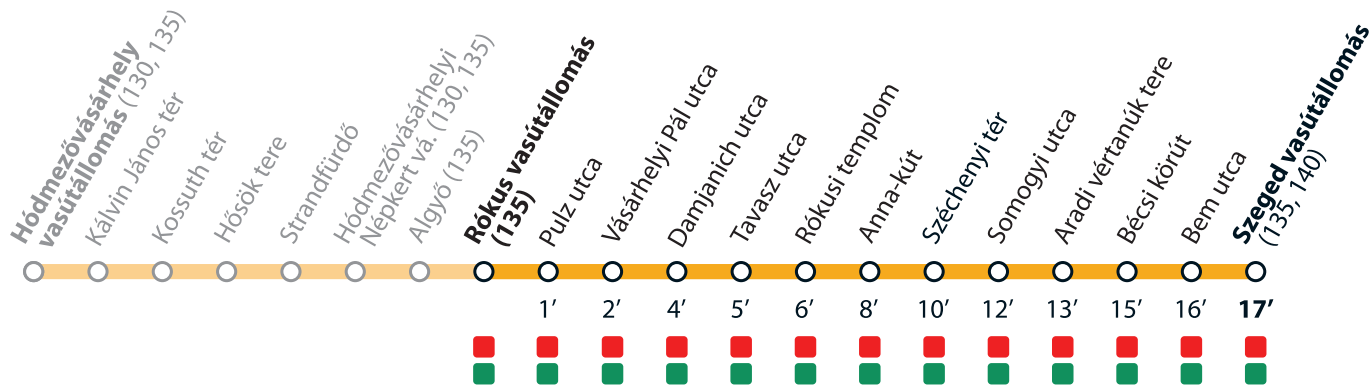 Hódmezővásárhely
vasútállomás (130, 135)
Kálvin János tér
Kossuth tér
Hősök tere
Strandfürdő
Hódmezővásárhelyi
Népkert vá. (130, 135)
Algyő (135)
Rókus vasútállomás
(135)
Pulz utca
Vásárhelyi Pál utca
Damjanich utca
Tavasz utca
Rókusi templom
Anna-kút
Széchenyi tér
Somogyi utca
Aradi vértanúk tere
Bécsi körút
Bem utca
Szeged vasútállomás
(135, 140)
1’ 2’ 4’ 5’ 6’ 8’ 10’ 12’ 13’ 15’ 16’ 17’